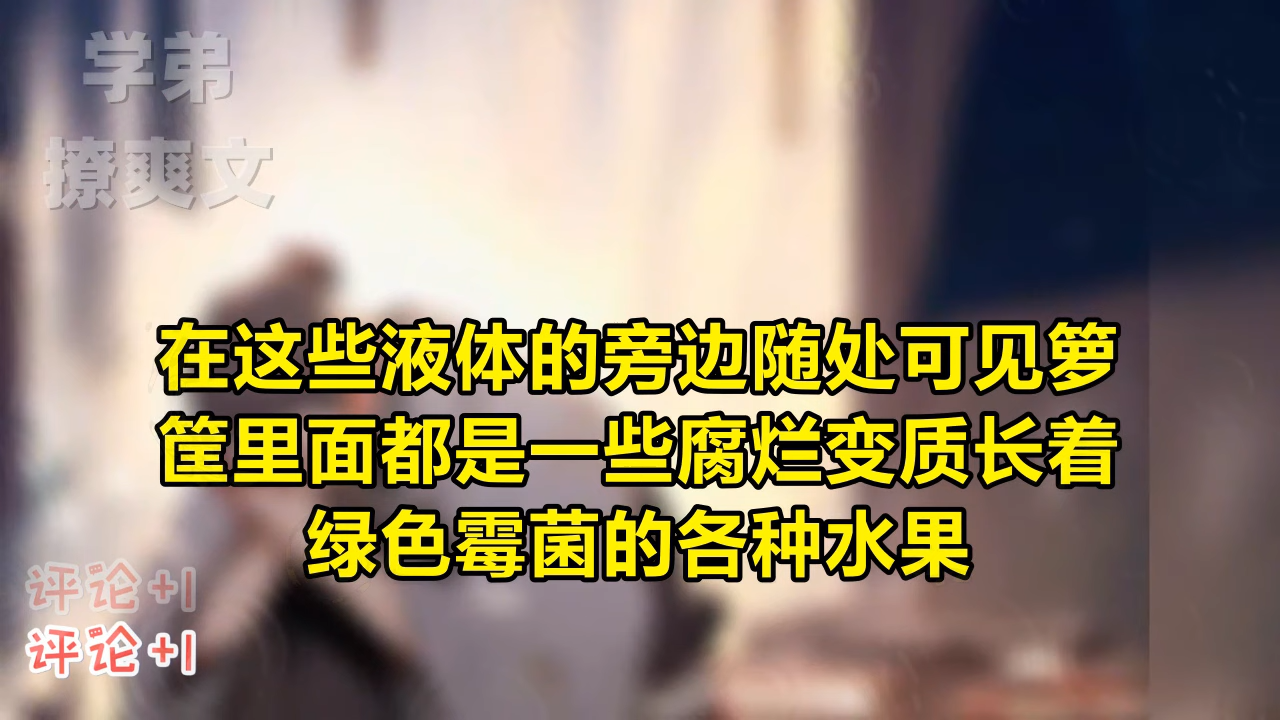 学弟
撩爽文
在这些液体的旁边随处可见箩
筐里面都是一些腐烂变质长着
绿色霉菌的各种水果
评论+1
评论+1